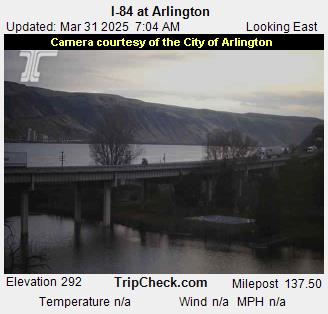 I-84 at Arlington
Updated: Mar 31 2025 7:04 AM Looking East
Camera courtesy of the City of Arlington
Elevation 292 TripCheck.com Milepost 137.50
Temperature n/a Wind n/a MPH n/a